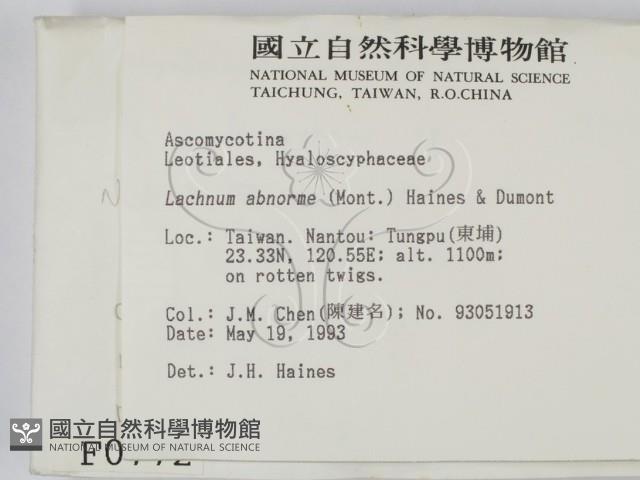 國立自然科學博物館
NATIONAL MUSEUM OF NATURAL SCIENCE
TAICHUNG, TAIWAN, R.O.CHINA
Ascomycotina
Leotiales, Hyaloscyphaceae
Lachnum abnorme (Mont.) Haines & Dumont
Loc.: Taiwan. Nantou: Tungpu(東埔)
23.33N, 120.55E; alt. 1100m;
on rotten twigs.
Col.: J.M. Chen(陳建名); No. 93051913
Date: May 19, 1993
Det.: J.H. Haines
國立自然科學博物館
NATIONAL MUSEUM OF NATURAL SCIENCE